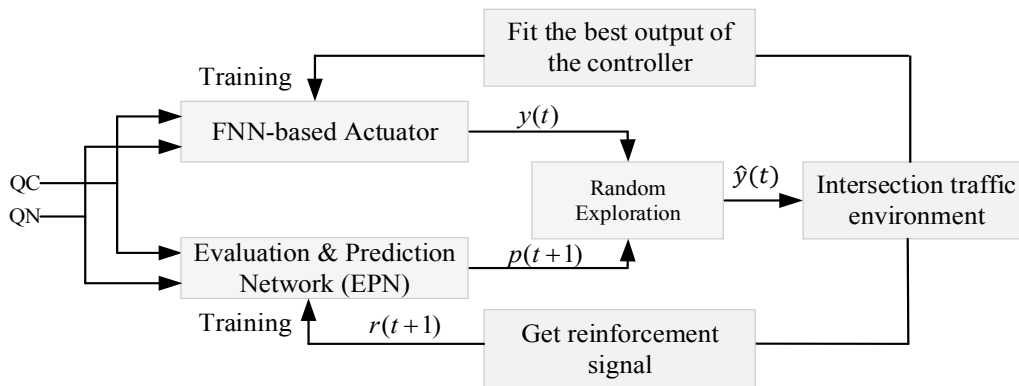 Fit the best output of
the controller
Training
FNN-based Actuator
y(t)
QC
QN
Random
Exploration
ŷ(t)
Intersection traffic
environment
Evaluation & Prediction
Network (EPN)
p(t+1)
Training
r(t+1)
Get reinforcement
signal